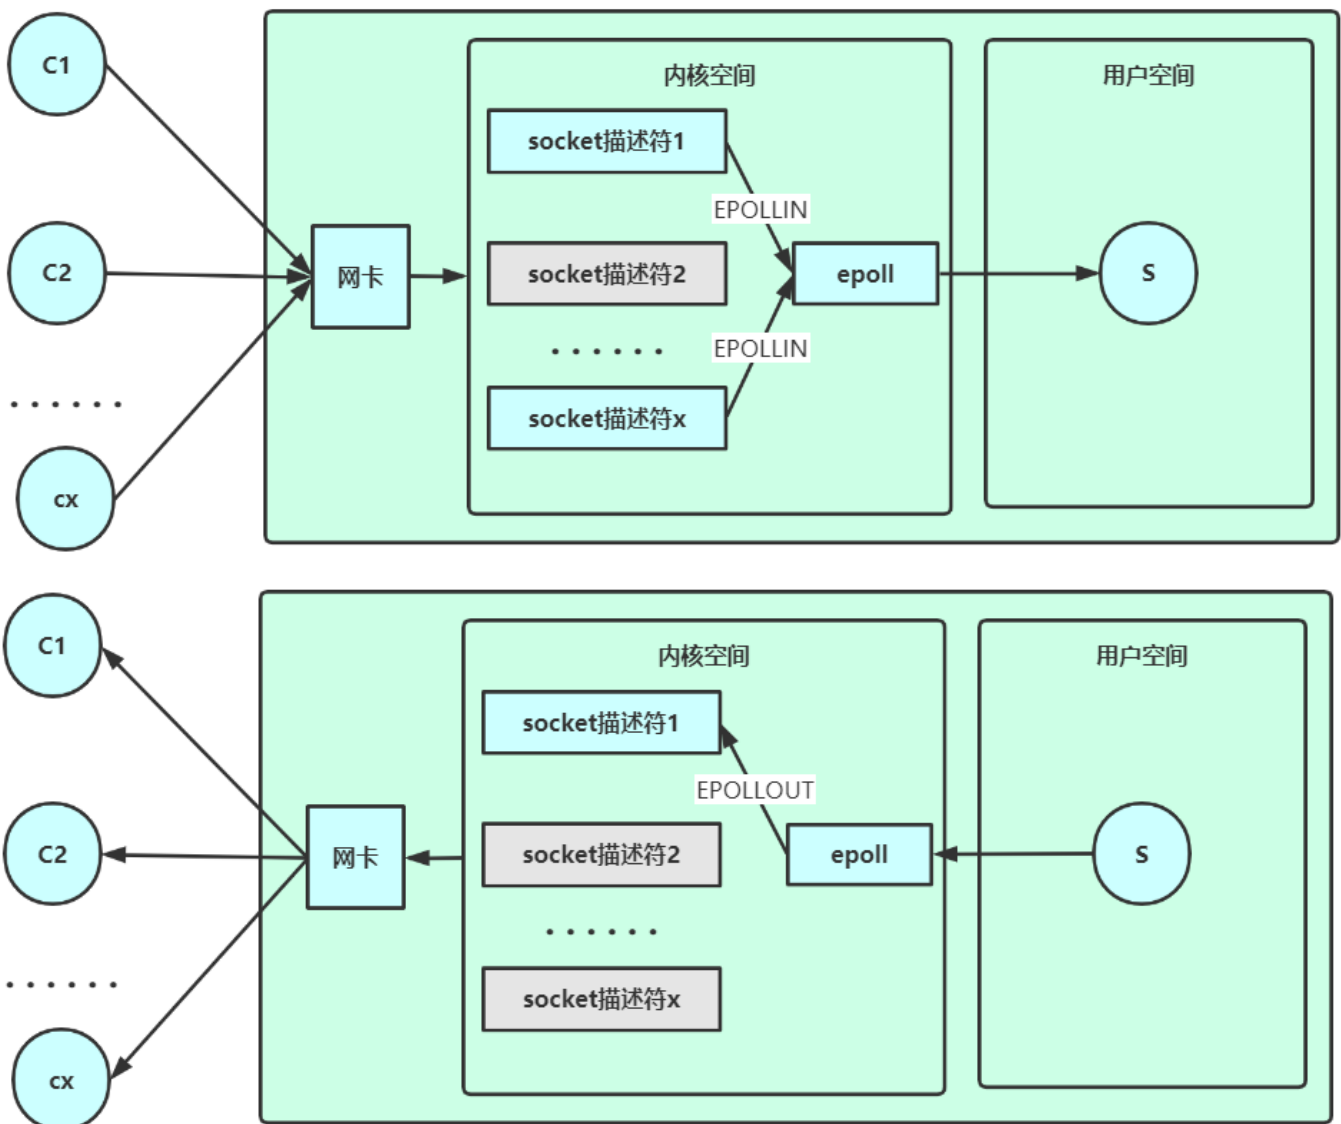 C1
内核空间
用户空间
socket描述符1
EPOLLIN
C2
网卡
socket描述符2
epoll
S
......
EPOLLIN
......
socket描述符x
cx
C1
内核空间
用户空间
socket描述符1
EPOLLOUT
C2
网卡
socket描述符2
epoll
S
......
......
socket描述符x
cx